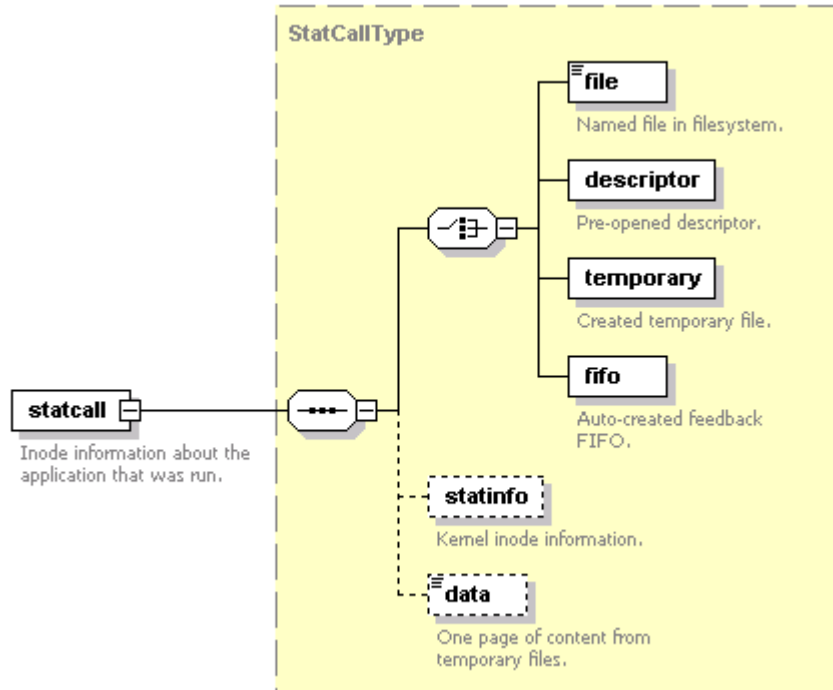 StatCallType
file
Named file in filesystem.
descriptor
Pre-opened descriptor.
temporary
Created temporary file.
fifo
Auto-created feedback
FIFO.
statcall
Inode information about the
application that was run.
statinfo
Kernel inode information.
data
One page of content from
temporary files.